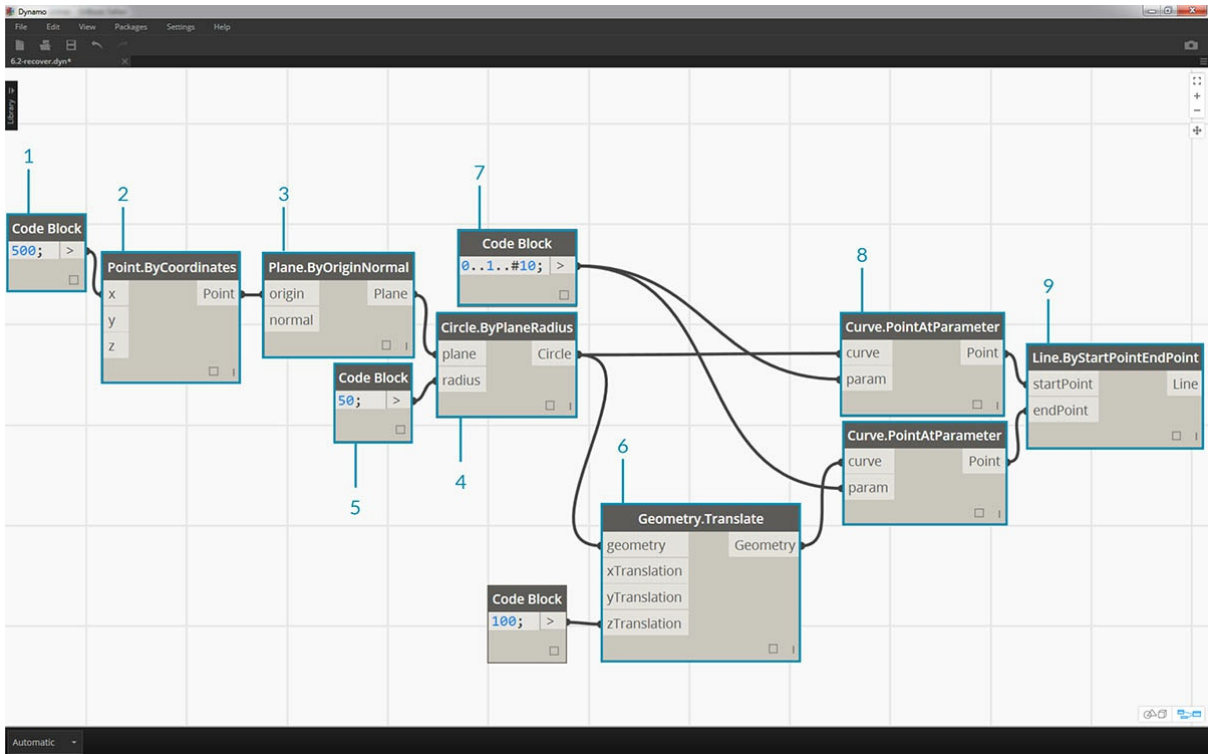 Dynamo
File Edit View Packages Settings Help
6.2-recover.dyn*
Library
1
Code Block
500; >
2
Point.ByCoordinates
x Point
y
z
3
Plane.ByOriginNormal
origin Plane
normal
7
Code Block
0..1..#10; >
Circle.ByPlaneRadius
plane Circle
radius
4
Code Block
50; >
5
6
Geometry.Translate
geometry Geometry
xTranslation
yTranslation
zTranslation
Code Block
100; >
8
Curve.PointAtParameter
curve Point
param
Curve.PointAtParameter
curve Point
param
9
Line.ByStartPointEndPoint
startPoint Line
endPoint
Automatic